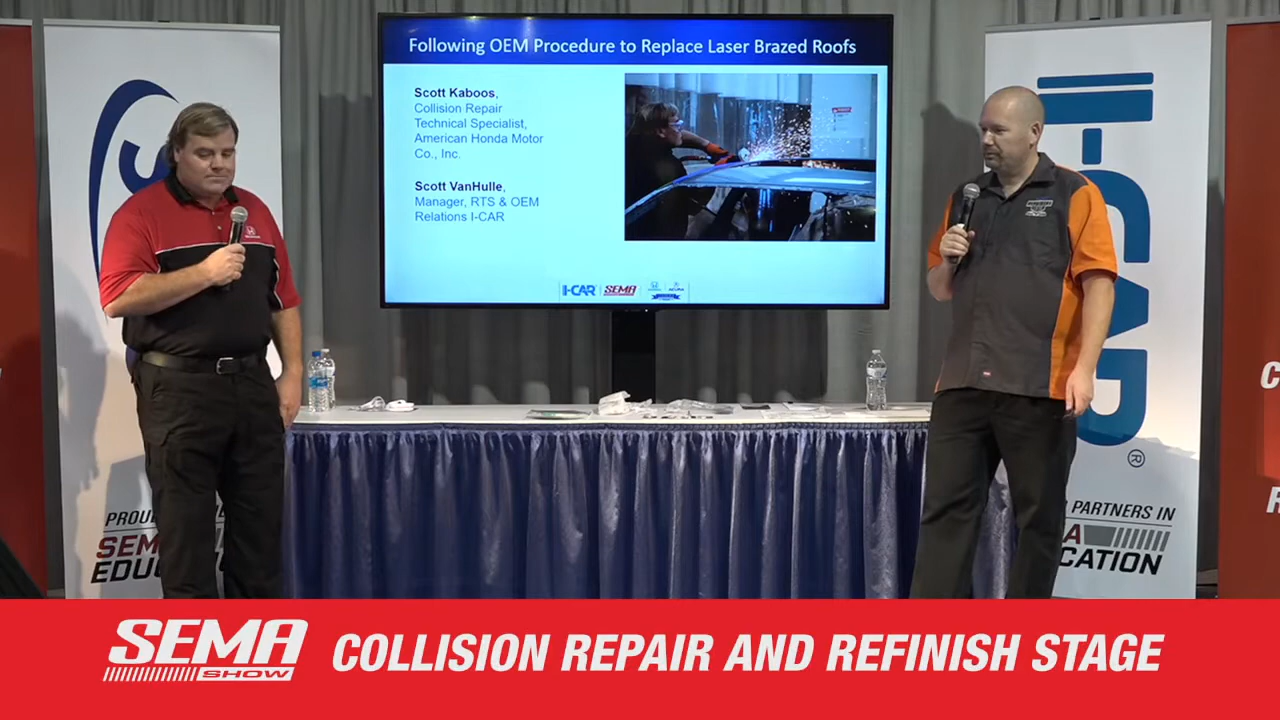 Following OEM Procedure to Replace Laser Brazed Roofs
Scott Kaboos,
Collision Repair
Technical Specialist,
American Honda Motor
Co., Inc.
Scott VanHulle,
Manager, RTS & OEM
Relations I-CAR
I-CAR
SEMA
I-CAR
®
PARTNERS IN
SEMA SHOW
COLLISION REPAIR AND REFINISH STAGE